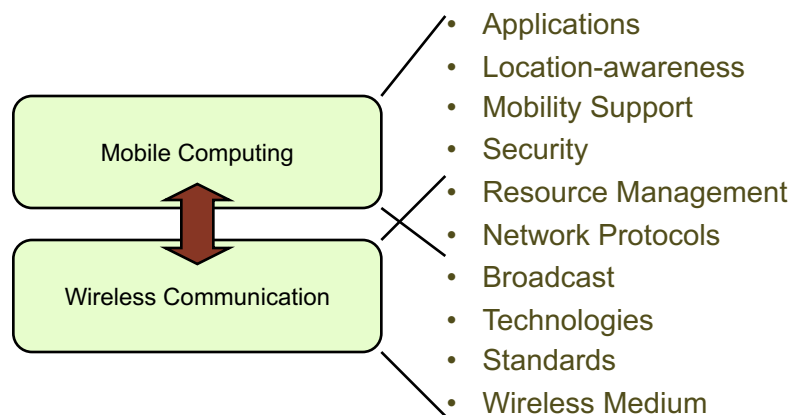 Mobile Computing
Wireless Communication
• Applications
• Location-awareness
• Mobility Support
• Security
• Resource Management
• Network Protocols
• Broadcast
• Technologies
• Standards
• Wireless Medium